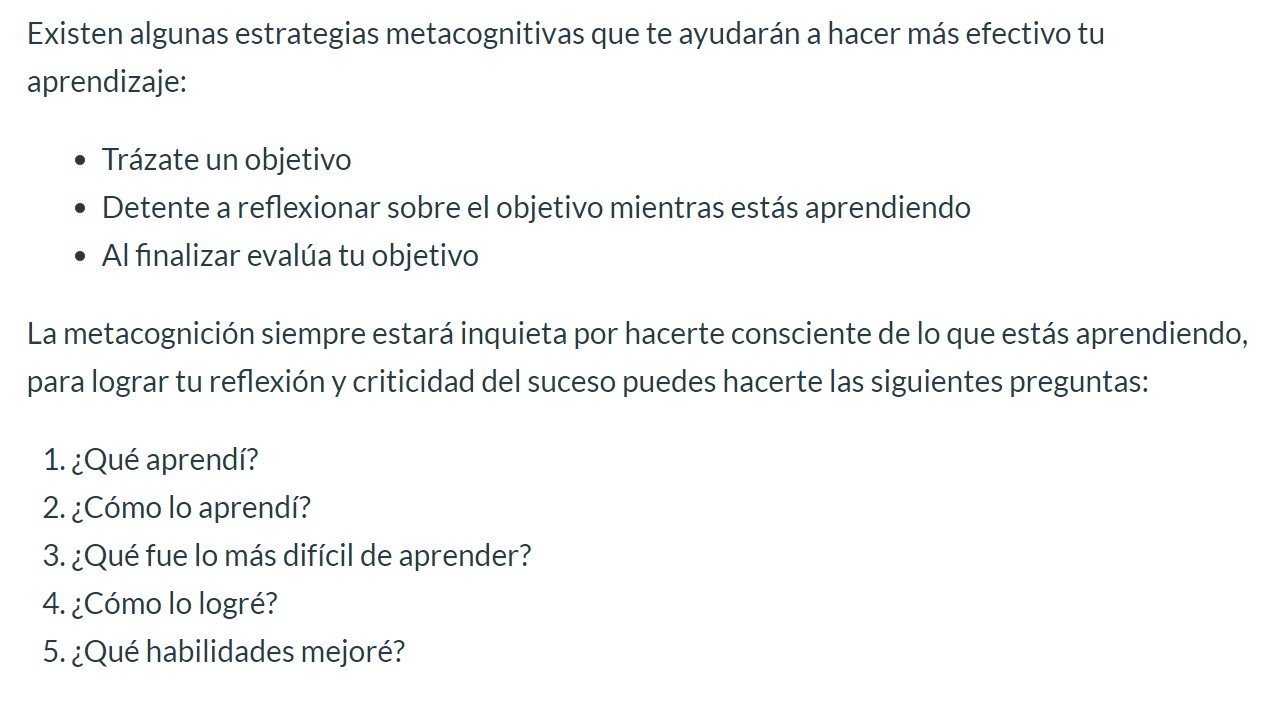 Existen algunas estrategias metacognitivas que te ayudarán a hacer más efectivo tu
aprendizaje:
• Trázate un objetivo
• Detente a reflexionar sobre el objetivo mientras estás aprendiendo
• Al finalizar evalúa tu objetivo
La metacognición siempre estará inquieta por hacerte consciente de lo que estás aprendiendo,
para lograr tu reflexión y criticidad del suceso puedes hacerte las siguientes preguntas:
1. ¿Qué aprendí?
2. ¿Cómo lo aprendí?
3. ¿Qué fue lo más difícil de aprender?
4. ¿Cómo lo logré?
5. ¿Qué habilidades mejoré?